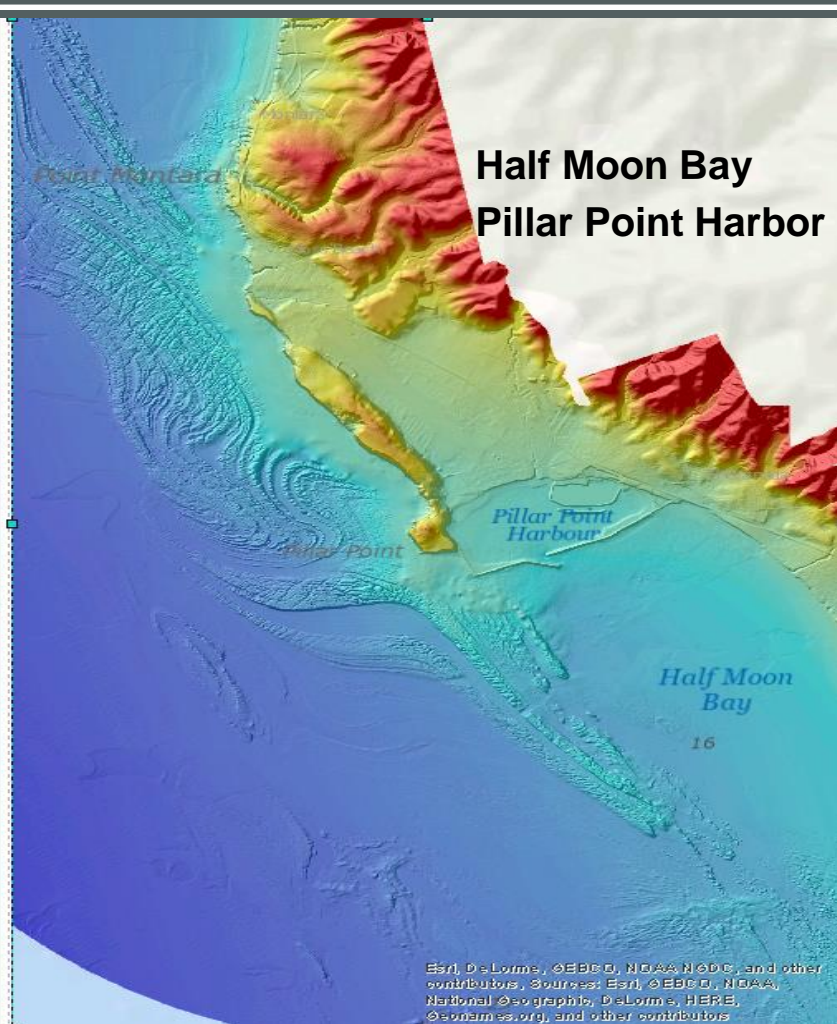 Montara
Half Moon Bay
Pillar Point Harbor
Point Montara
Pillar Point
Harbour
Pillar Point
Half Moon
Bay
16
Esri, DeLorme, GEBCO, NOAA NGDC, and other
contributors, Sources: Esri, GEBCO, NOAA,
National Geographic, DeLorme, HERE,
Geonames.org, and other contributors